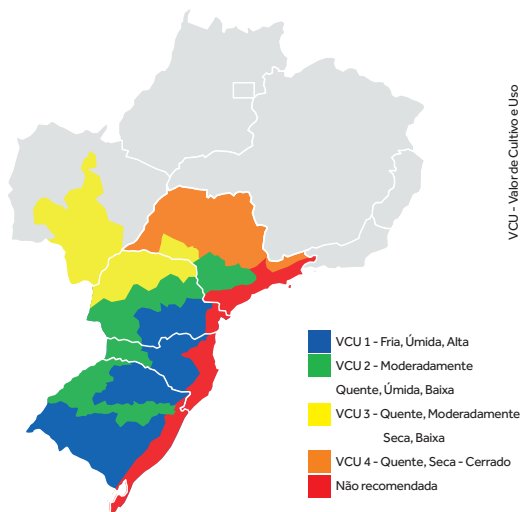 VCU - Valor de Cultivo e Uso
VCU 1 - Fria, Úmida, Alta
VCU 2 - Moderadamente
Quente, Úmida, Baixa
VCU 3 - Quente, Moderadamente
Seca, Baixa
VCU 4 - Quente, Seca - Cerrado
Não recomendada